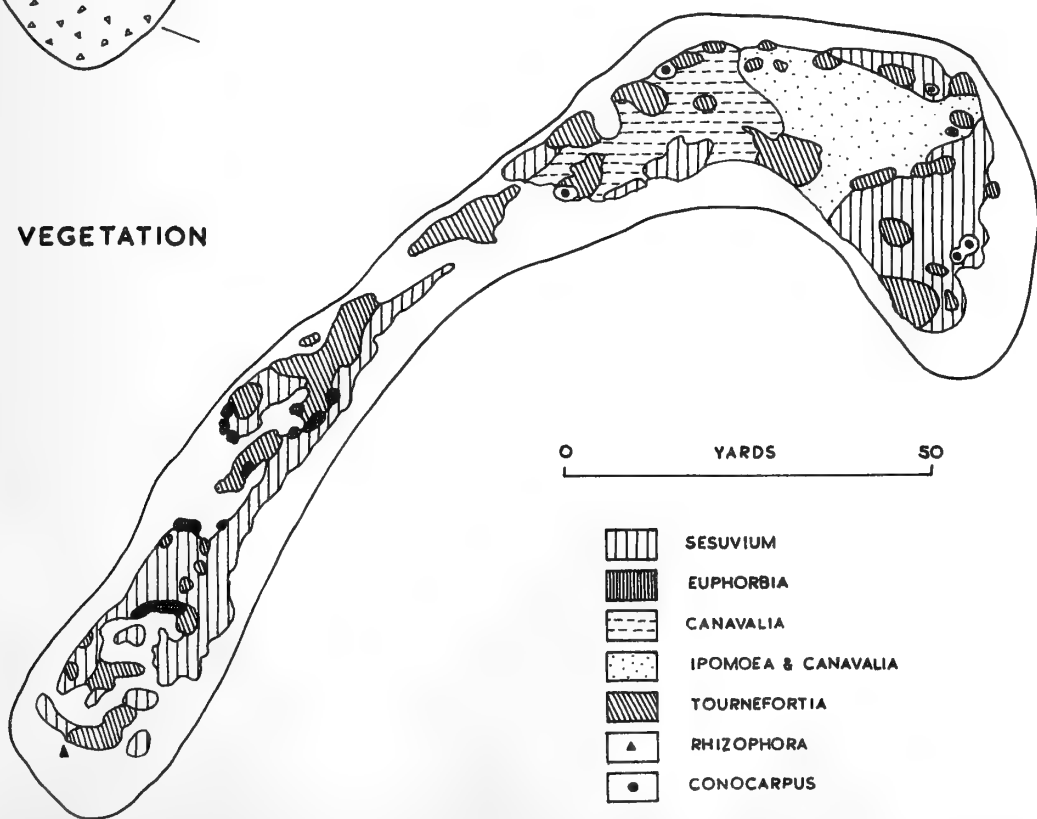 VEGETATION
0 YARDS 50
SESUVIUM
EUPHORBIA
CANAVALIA
IPOMOEA & CANAVALIA
TOURNEFORTIA
RHIZOPHORA
CONOCARPUS